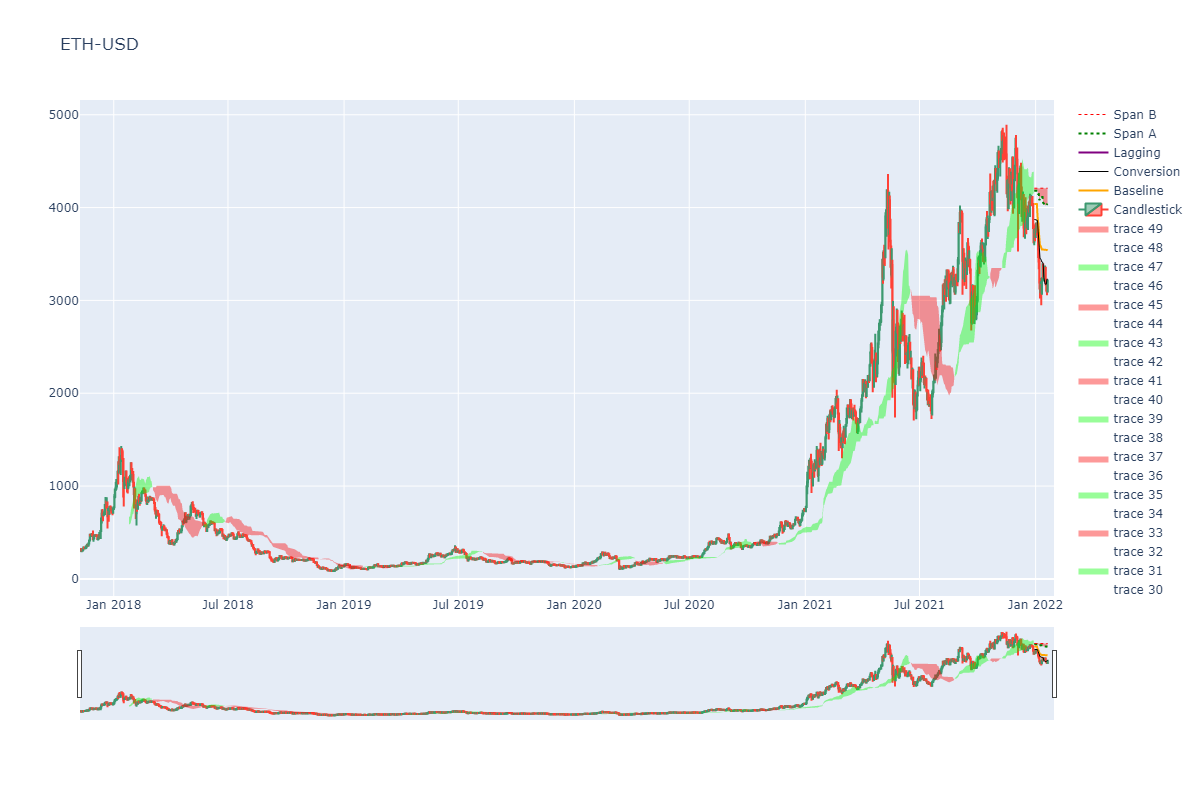 ETH-USD
5000
4000
3000
2000
1000
0
Jan 2018
Jul 2018
Jan 2019
Jul 2019
Jan 2020
Jul 2020
Jan 2021
Jul 2021
Jan 2022
Span B
Span A
Lagging
Conversion
Baseline
Candlestick
trace 49
trace 48
trace 47
trace 46
trace 45
trace 44
trace 43
trace 42
trace 41
trace 40
trace 39
trace 38
trace 37
trace 36
trace 35
trace 34
trace 33
trace 32
trace 31
trace 30